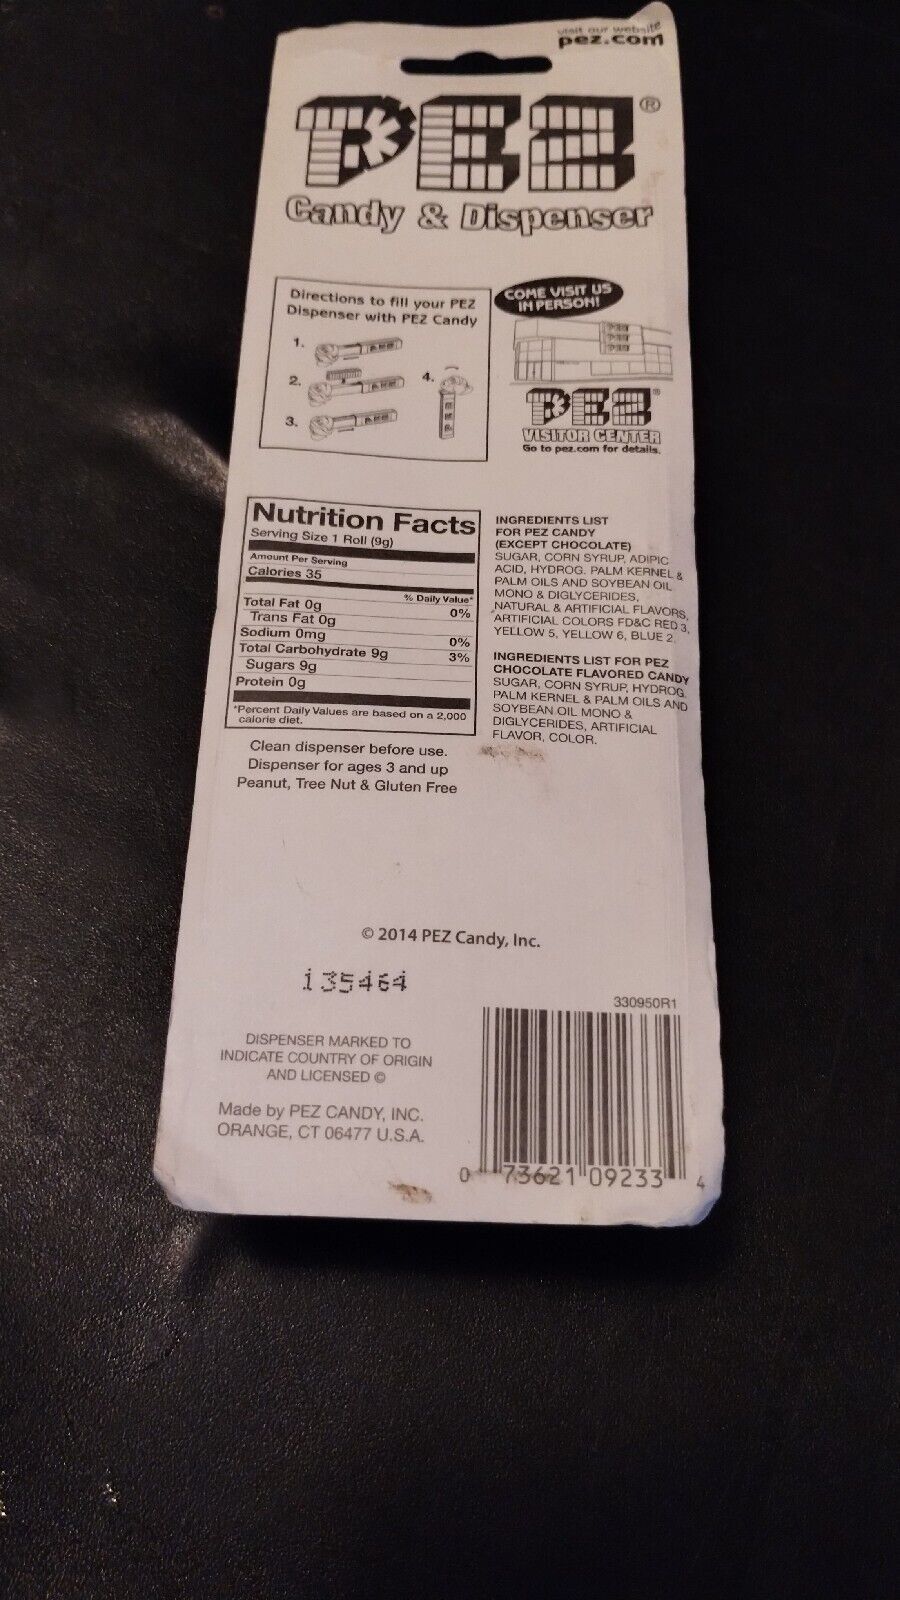 visit our website
pez.com
PEZ®
Candy & Dispenser
Directions to fill your PEZ
Dispenser with PEZ Candy
1.
2.
3.
4.
COME VISIT US
IN PERSON!
PEZ
PEZ
PEZ
PEZ®
VISITOR CENTER
Go to pez.com for details.
Nutrition Facts
Serving Size 1 Roll (9g)
Amount Per Serving
Calories 35
% Daily Value*
Total Fat 0g 0%
Trans Fat 0g
Sodium 0mg 0%
Total Carbohydrate 9g 3%
Sugars 9g
Protein 0g
*Percent Daily Values are based on a 2,000
calorie diet.
INGREDIENTS LIST
FOR PEZ CANDY
(EXCEPT CHOCOLATE)
SUGAR, CORN SYRUP, ADIPIC
ACID, HYDROG. PALM KERNEL &
PALM OILS AND SOYBEAN OIL
MONO & DIGLYCERIDES,
NATURAL & ARTIFICIAL FLAVORS,
ARTIFICIAL COLORS FD&C RED 3,
YELLOW 5, YELLOW 6, BLUE 2.
INGREDIENTS LIST FOR PEZ
CHOCOLATE FLAVORED CANDY
SUGAR, CORN SYRUP, HYDROG.
PALM KERNEL & PALM OILS AND
SOYBEAN OIL MONO &
DIGLYCERIDES, ARTIFICIAL
FLAVOR, COLOR.
Clean dispenser before use.
Dispenser for ages 3 and up
Peanut, Tree Nut & Gluten Free
© 2014 PEZ Candy, Inc.
135464
330950R1
DISPENSER MARKED TO
INDICATE COUNTRY OF ORIGIN
AND LICENSED ©
Made by PEZ CANDY, INC.
ORANGE, CT 06477 U.S.A.
0 73621 09233 4